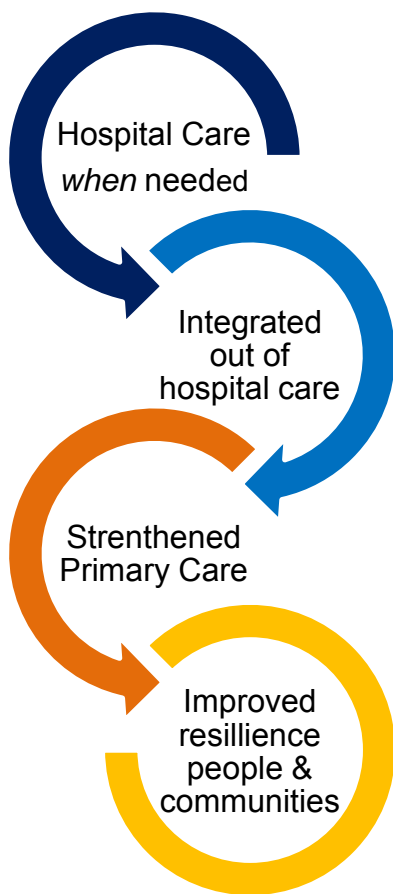 Hospital Care
when needed
Integrated
out of
hospital care
Strenthened
Primary Care
Improved
resillience
people &
communities